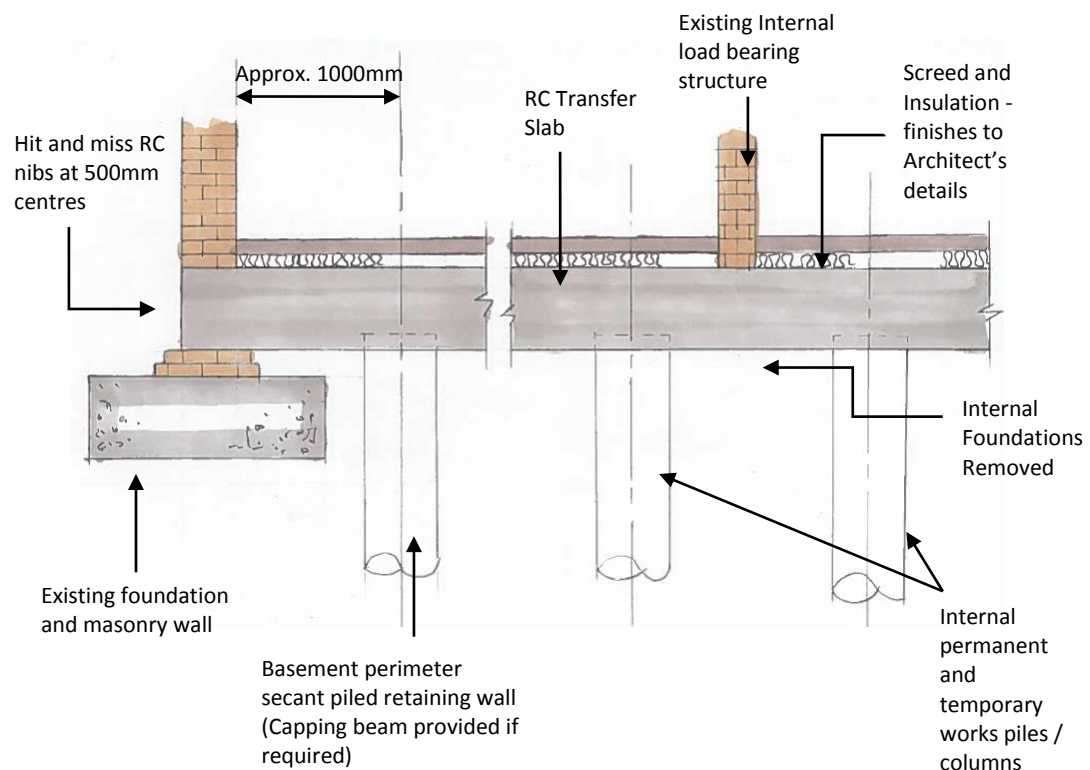 Existing Internal
load bearing
structure
Approx. 1000mm
Screed and
Insulation -
finishes to
Architect's
details
RC Transfer
Slab
Hit and miss RC
nibs at 500mm
centres
Internal
Foundations
Removed
Existing foundation
and masonry wall
Basement perimeter
secant piled retaining wall
(Capping beam provided if
required)
Internal
permanent
and
temporary
works piles /
columns